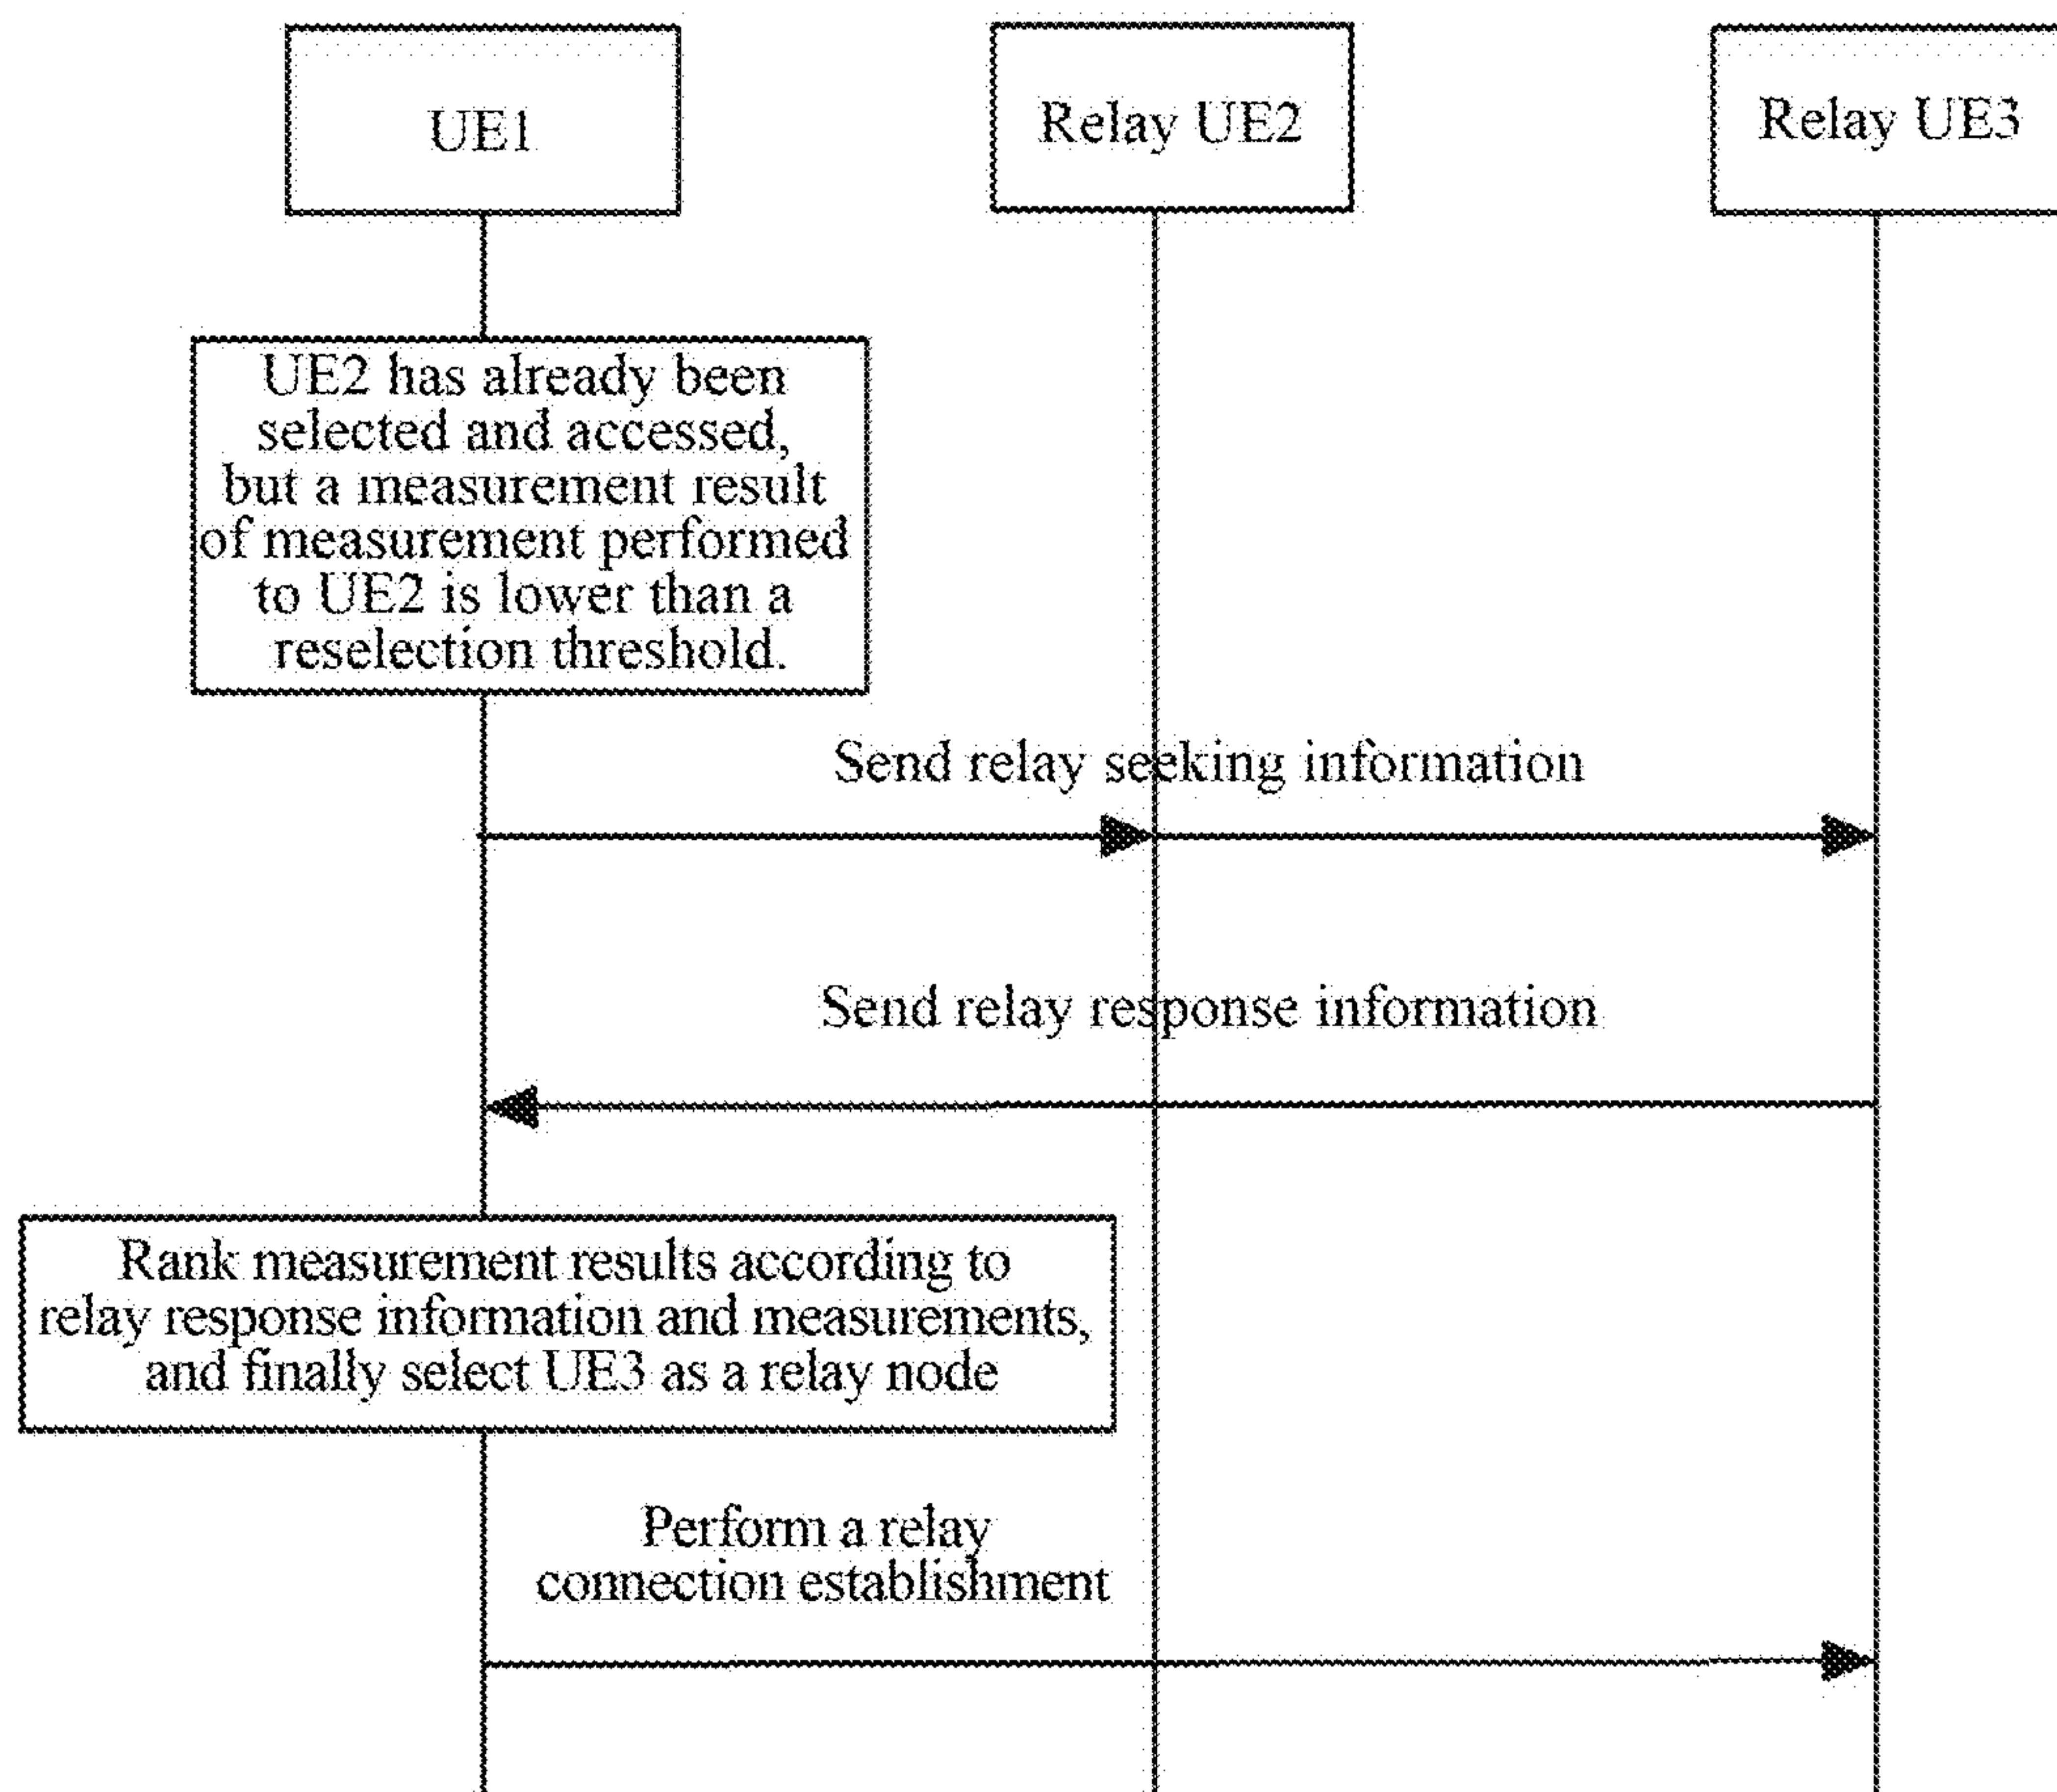 UE1
Relay UE2
Relay UE3
UE2 has already been
selected and accessed,
but a measurement result
of measurement performed
to UE2 is lower than a
reselection threshold.
Send relay seeking information
Send relay response information
Rank measurement results according to
relay response information and measurements,
and finally select UE3 as a relay node
Perform a relay
connection establishment